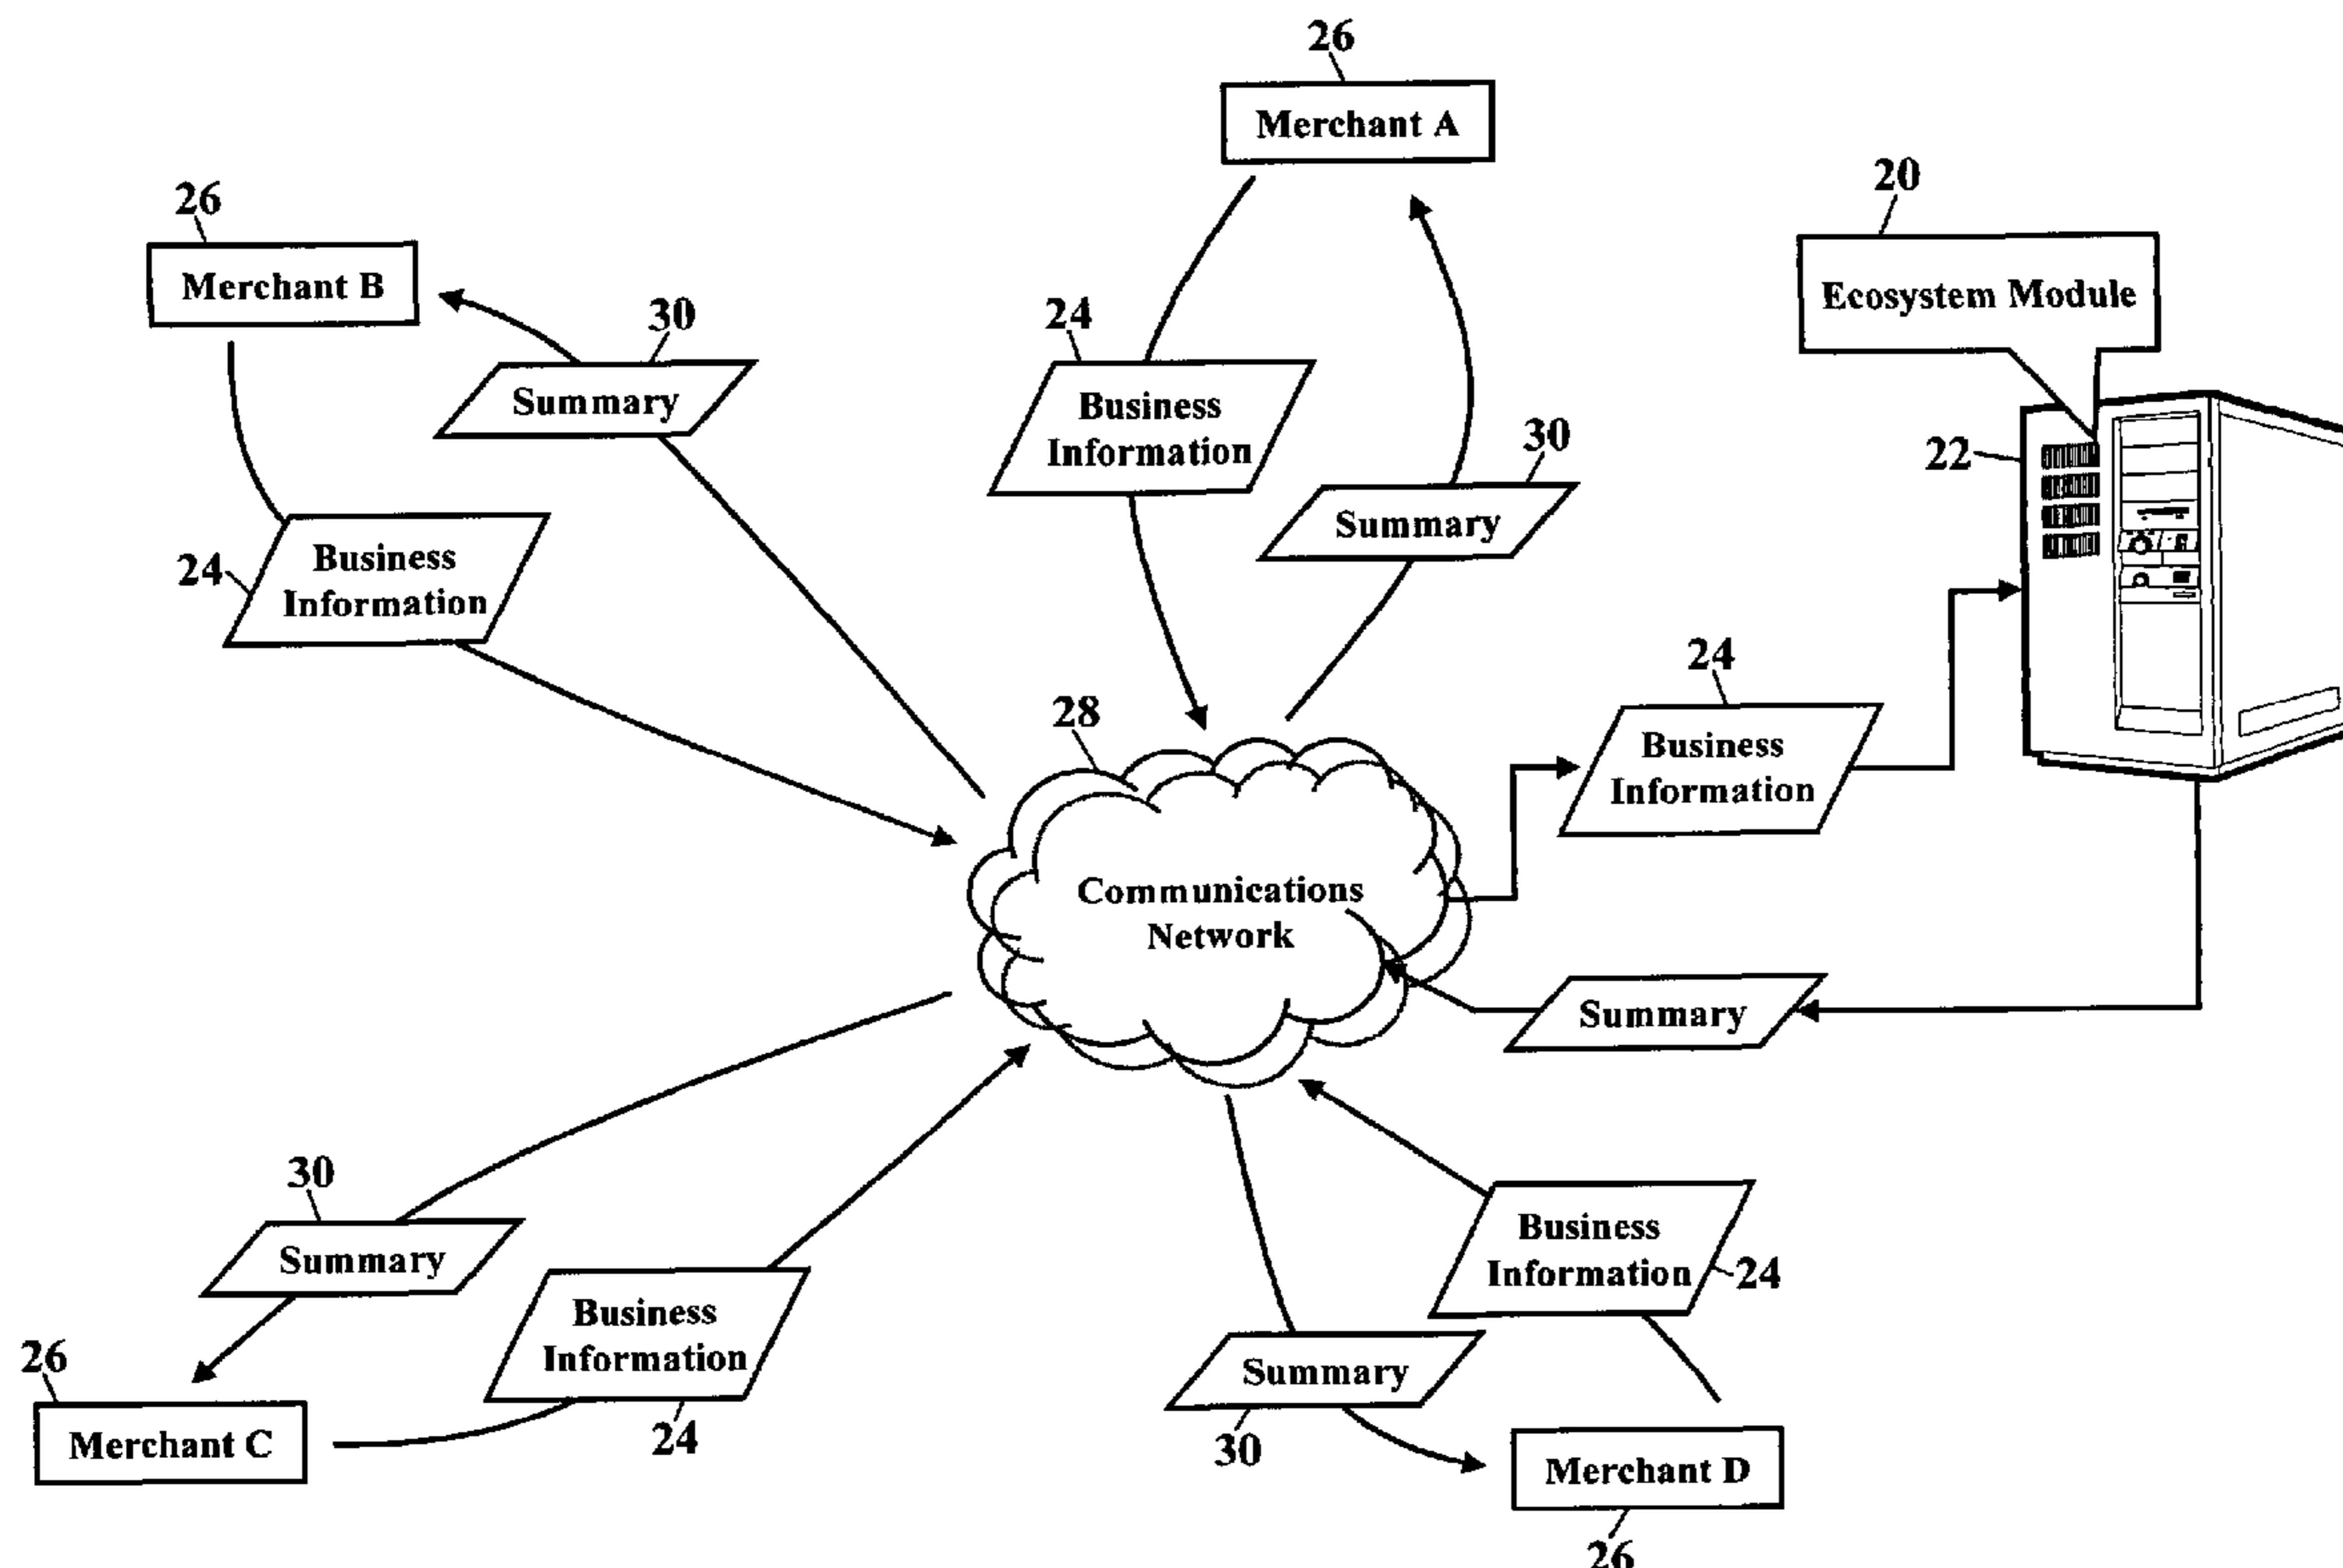 26
Merchant A
20
Ecosystem Module
26
Merchant B
30
Summary
24
Business
Information
30
Summary
22
24
Business
Information
24
Business
Information
28
Communications
Network
Summary
30
Summary
24
Business
Information
26
Merchant C
24
Business
Information
Summary
30
Merchant D
26